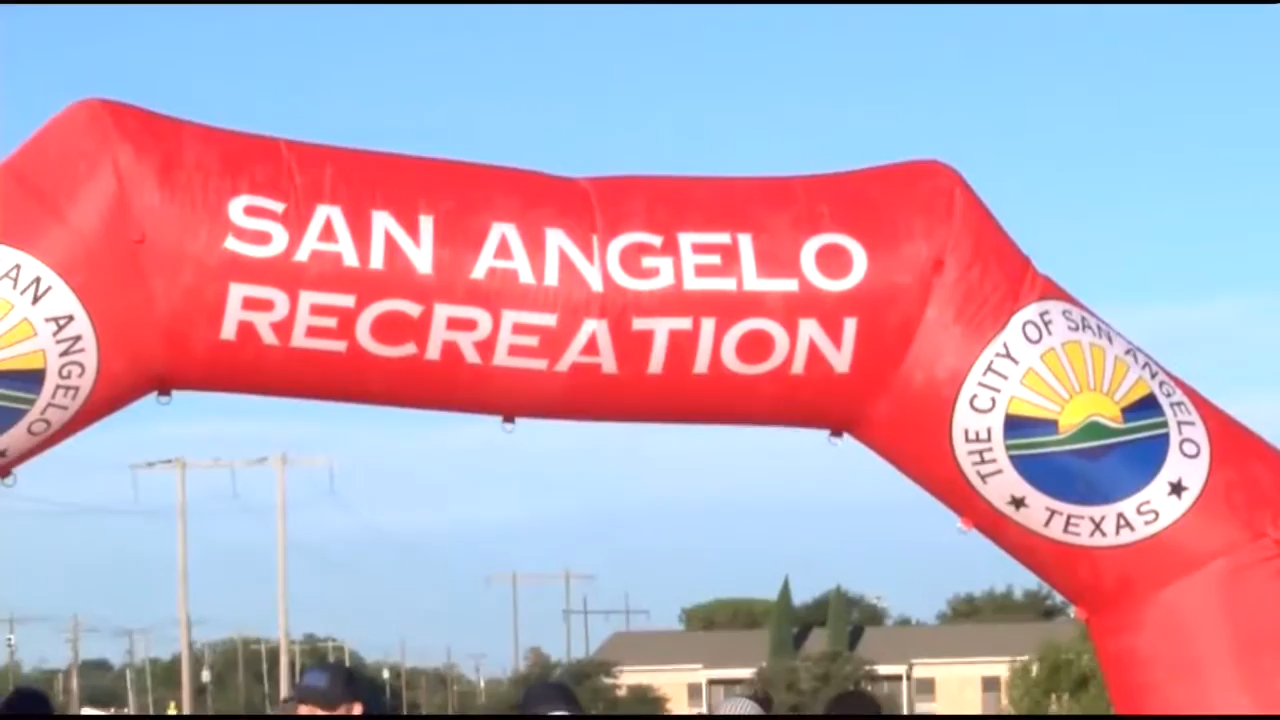 SAN ANGELO
RECREATION
AN ANGELO
THE CITY OF SAN ANGELO
TEXAS